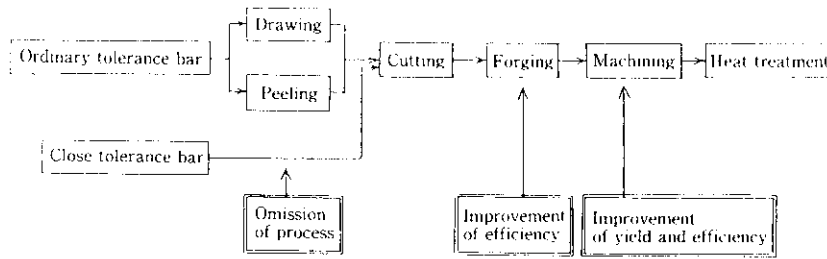 Drawing
Ordinary tolerance bar
Cutting
Forging
Machining
Heat treatment
Peeling
Close tolerance bar
Omission
of process
Improvement
of efficiency
Improvement
of yield and efficiency